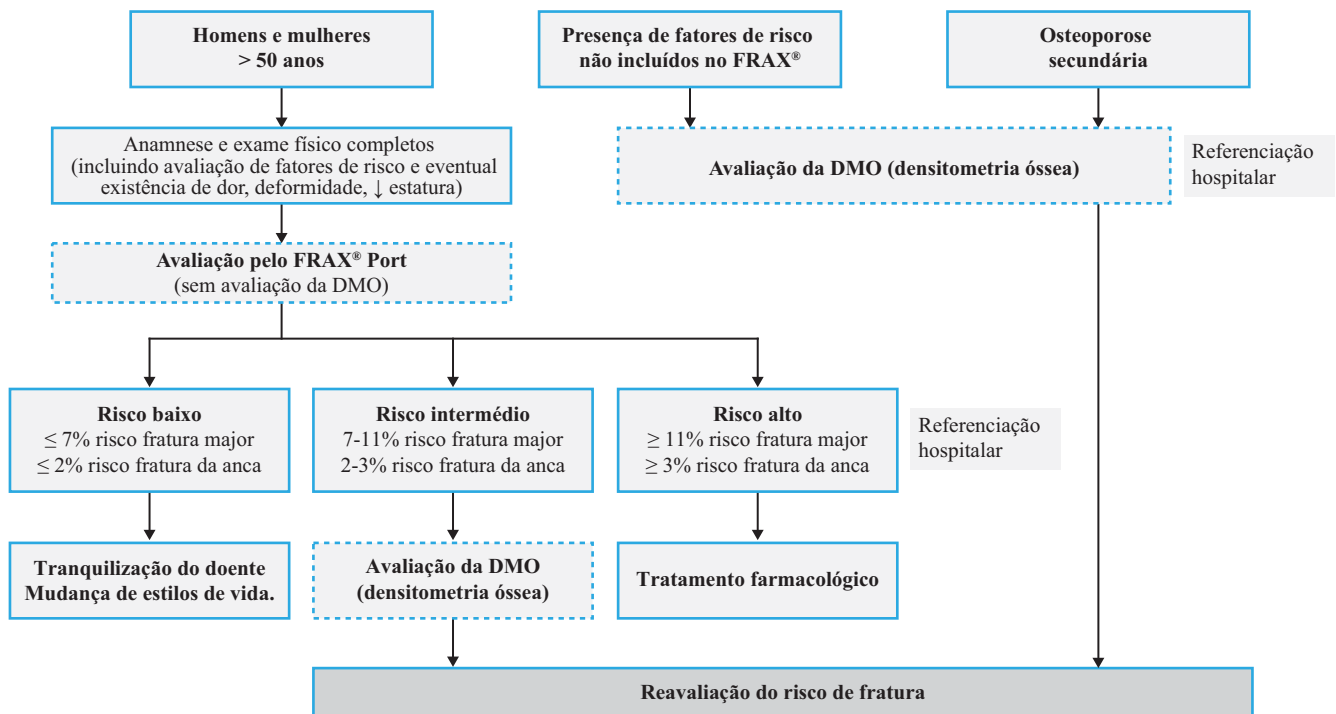 Homens e mulheres
> 50 anos
Presença de fatores de risco
não incluídos no FRAX®
Osteoporose
secundária
Anamnese e exame físico completos
(incluindo avaliação de fatores de risco e eventual
existência de dor, deformidade, ↓ estatura)
Avaliação da DMO (densitometria óssea)
Referenciação
hospitalar
Avaliação pelo FRAX® Port
(sem avaliação da DMO)
Risco baixo
≤ 7% risco fratura major
≤ 2% risco fratura da anca
Risco intermédio
7-11% risco fratura major
2-3% risco fratura da anca
Risco alto
≥ 11% risco fratura major
≥ 3% risco fratura da anca
Referenciação
hospitalar
Tranquilização do doente
Mudança de estilos de vida.
Avaliação da DMO
(densitometria óssea)
Tratamento farmacológico
Reavaliação do risco de fratura